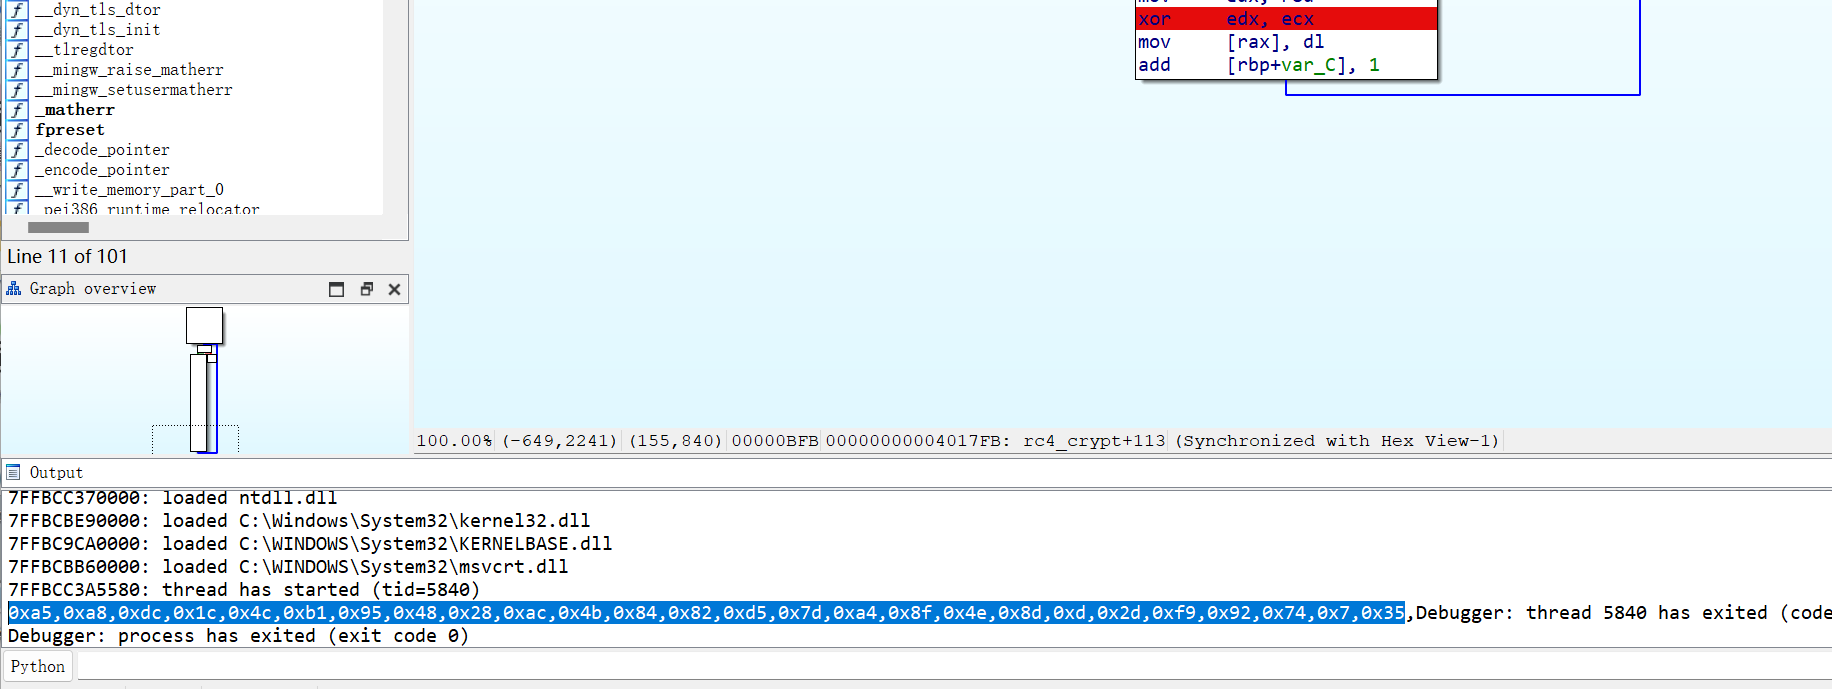 __dyn_tls_dtor
__dyn_tls_init
__tlregdtor
__mingw_raise_matherr
__mingw_setusermatherr
_matherr
fpreset
_decode_pointer
_encode_pointer
__write_memory_part_0
_pei386_runtime_relocator
Line 11 of 101
Graph overview
xor edx, ecx
mov [rax], dl
add [rbp+var_C], 1
100.00% (-649,2241) (155,840) 00000BFB 00000000004017FB: rc4_crypt+113 (Synchronized with Hex View-1)
Output
7FFBCC370000: loaded ntdll.dll
7FFBCBE90000: loaded C:\Windows\System32\kernel32.dll
7FFBC9CA0000: loaded C:\WINDOWS\System32\KERNELBASE.dll
7FFBCBB60000: loaded C:\WINDOWS\System32\msvcrt.dll
7FFBCC3A5580: thread has started (tid=5840)
0xa5,0xa8,0xdc,0x1c,0x4c,0xb1,0x95,0x48,0x28,0xac,0x4b,0x84,0x82,0xd5,0x7d,0xa4,0x8f,0x4e,0x8d,0xd,0x2d,0xf9,0x92,0x74,0x7,0x35,Debugger: thread 5840 has exited (code
Debugger: process has exited (exit code 0)
Python